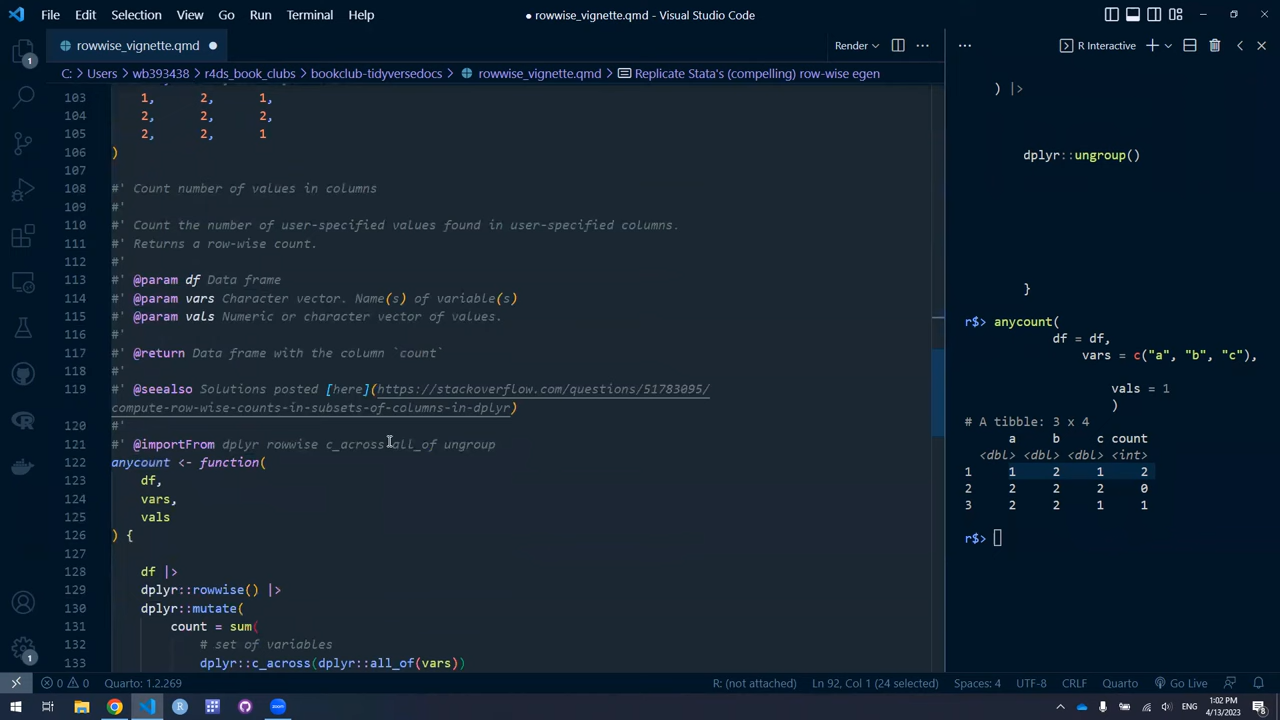 File Edit Selection View Go Run Terminal Help
● rowwise_vignette.qmd - Visual Studio Code
rowwise_vignette.qmd ●
Render
C: > Users > wb393438 > r4ds_book_clubs > bookclub-tidyversedocs > rowwise_vignette.qmd > Replicate Stata's (compelling) row-wise egen
103 1, 2, 1,
104 2, 2, 2,
105 2, 2, 1
106 )
107
108 #' Count number of values in columns
109 #'
110 #' Count the number of user-specified values found in user-specified columns.
111 #' Returns a row-wise count.
112 #'
113 #' @param df Data frame
114 #' @param vars Character vector. Name(s) of variable(s)
115 #' @param vals Numeric or character vector of values.
116 #'
117 #' @return Data frame with the column `count`
118 #'
119 #' @seealso Solutions posted [here](https://stackoverflow.com/questions/51783095/
compute-row-wise-counts-in-subsets-of-columns-in-dplyr)
120 #'
121 #' @importFrom dplyr rowwise c_across all_of ungroup
122 anycount <- function(
123 df,
124 vars,
125 vals
126 ) {
127
128 df |>
129 dplyr::rowwise() |>
130 dplyr::mutate(
131 count = sum(
132 # set of variables
133 dplyr::c_across(dplyr::all_of(vars))
R Interactive
) |>
dplyr::ungroup()
}
r$> anycount(
df = df,
vars = c("a", "b", "c"),
vals = 1
)
# A tibble: 3 x 4
a b c count
<dbl> <dbl> <dbl> <int>
1 1 2 1 2
2 2 2 2 0
3 2 2 1 1
r$>
1
1
0 0 Quarto: 1.2.269
R: (not attached) Ln 92, Col 1 (24 selected) Spaces: 4 UTF-8 CRLF Quarto Go Live
zoom
ENG
1:02 PM
4/13/2023